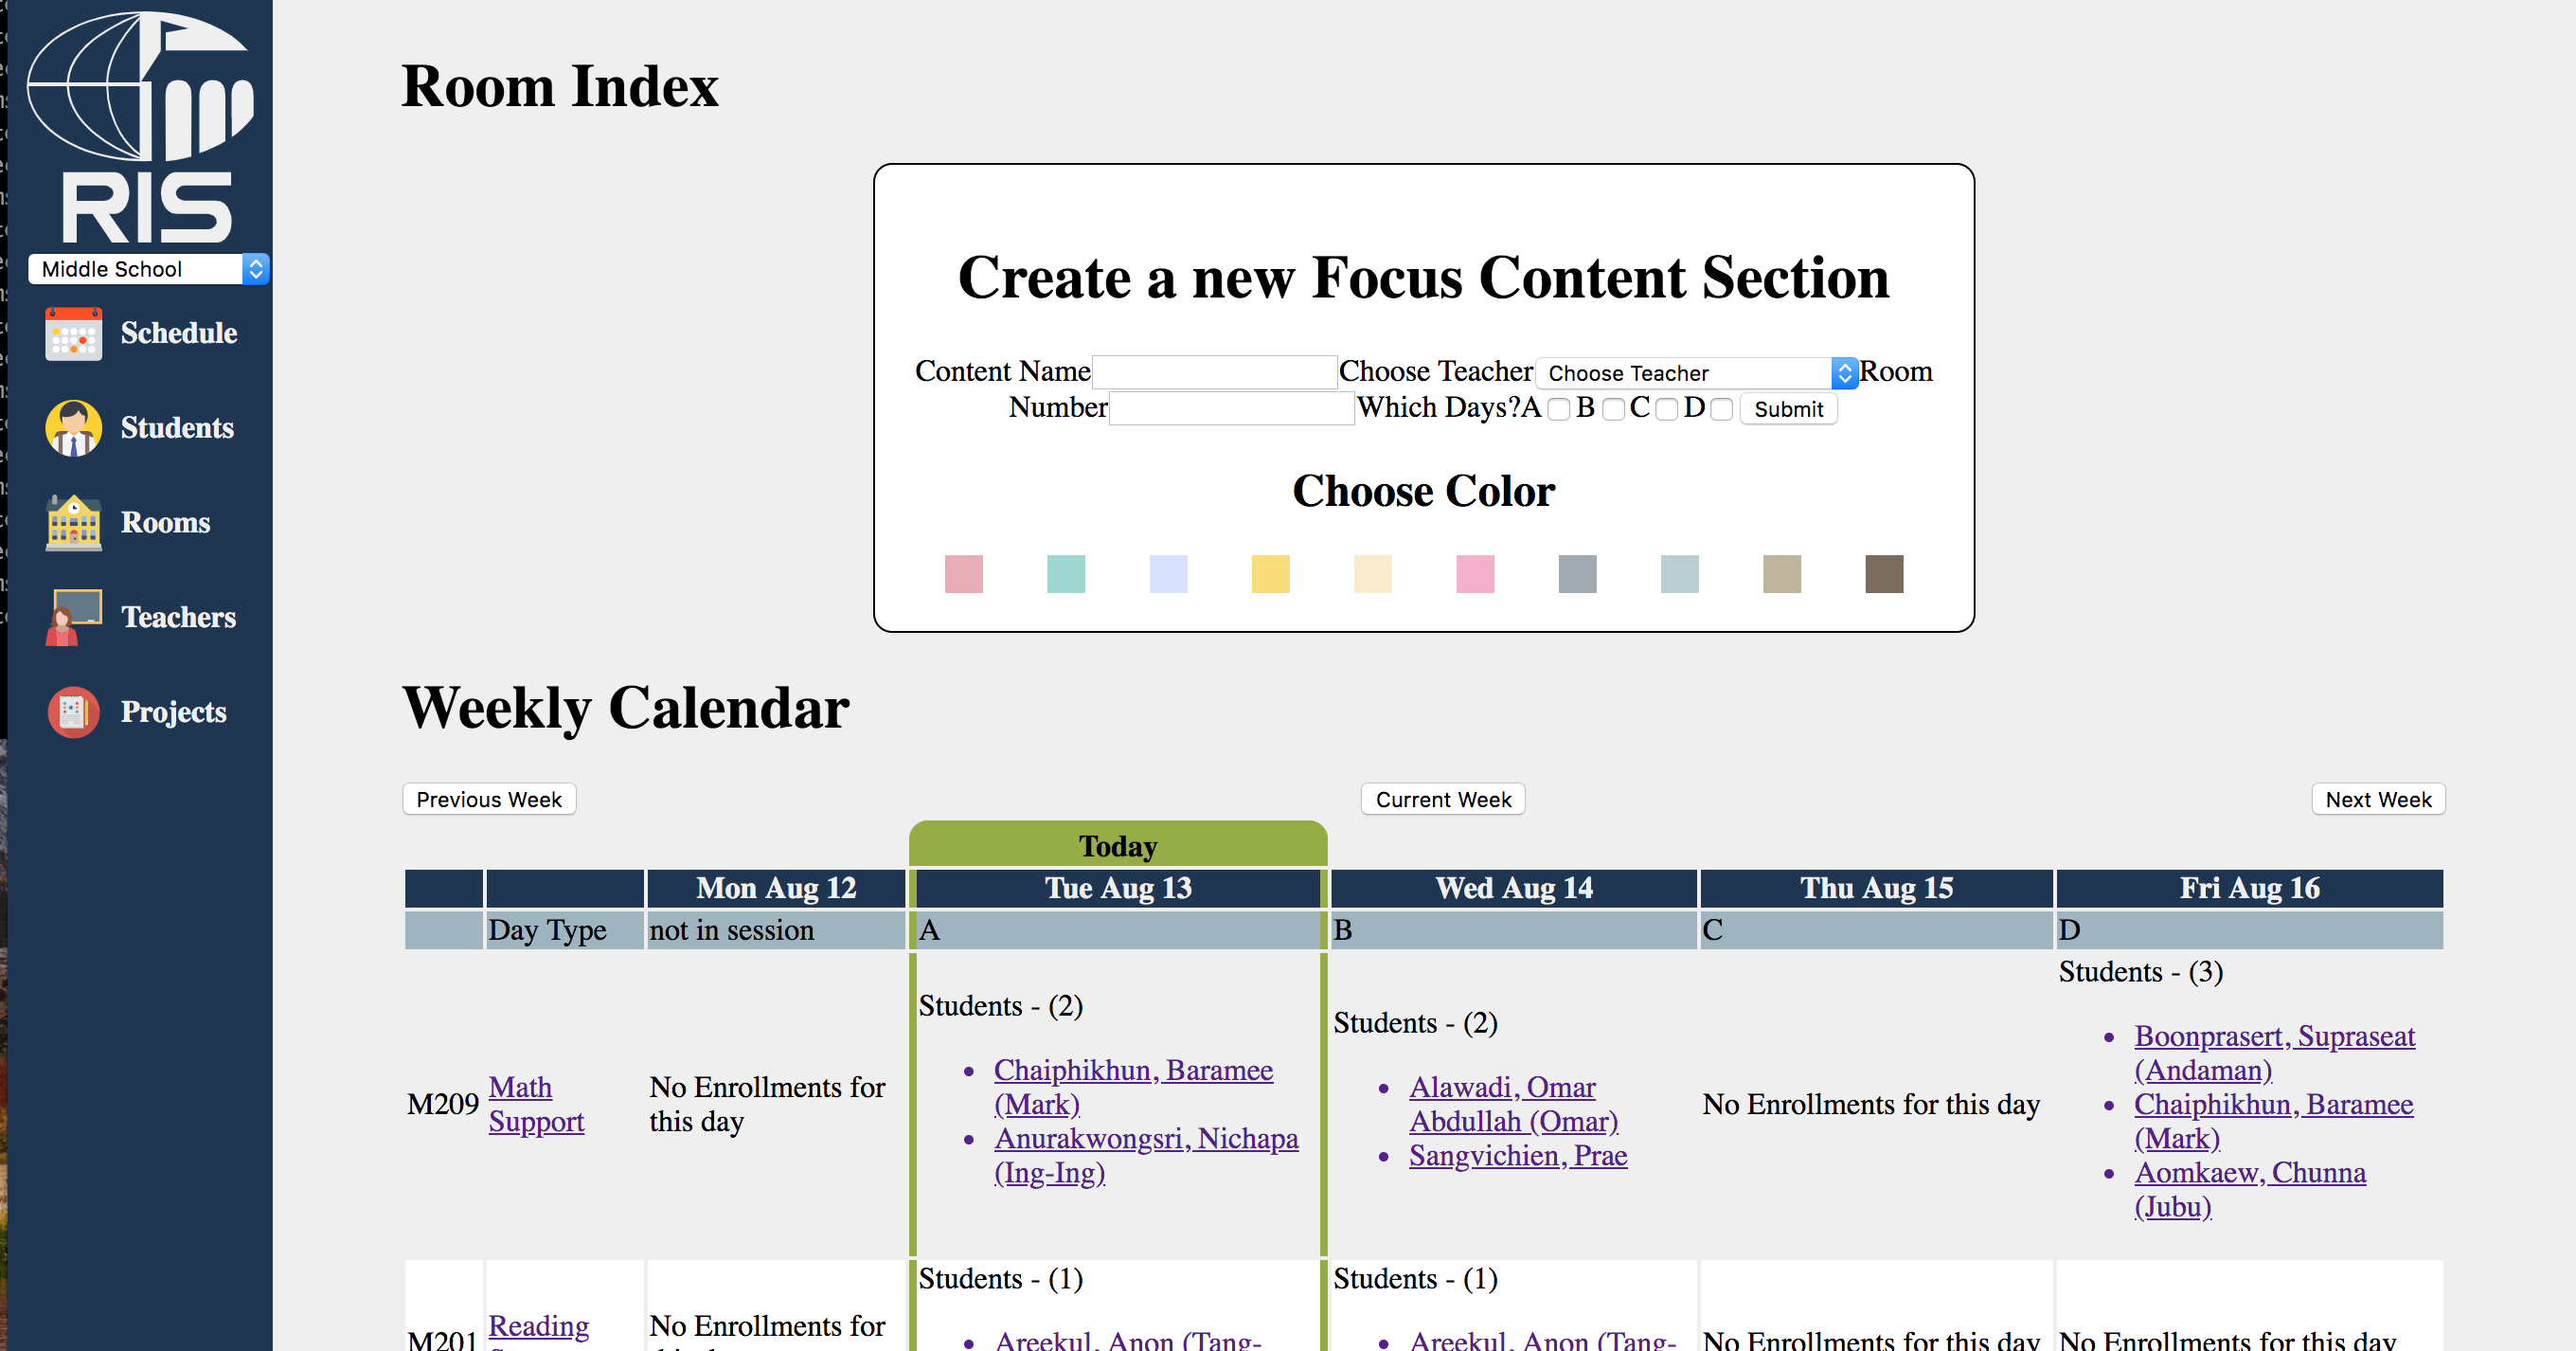 RIS
Middle School
Schedule
Students
Rooms
Teachers
Projects
Room Index
Create a new Focus Content Section
Content Name Choose Teacher Choose Teacher Room
Number Which Days?A B C D Submit
Choose Color
Weekly Calendar
Previous Week Current Week Next Week
Today
Mon Aug 12 Tue Aug 13 Wed Aug 14 Thu Aug 15 Fri Aug 16
Day Type not in session A B C D
M209
Math
Support
No Enrollments for
this day
Students - (2)
Chaiphikhun, Baramee
(Mark)
Anurakwongsri, Nichapa
(Ing-Ing)
Students - (2)
Alawadi, Omar
Abdullah (Omar)
Sangvichien, Prae
No Enrollments for this day
Students - (3)
Boonprasert, Supraseat
(Andaman)
Chaiphikhun, Baramee
(Mark)
Aomkaew, Chunna
(Jubu)
M201
Reading
No Enrollments for
Students - (1)
Areekul, Anon (Tang-
Students - (1)
Areekul, Anon (Tang-
No Enrollments for this day
No Enrollments for this day